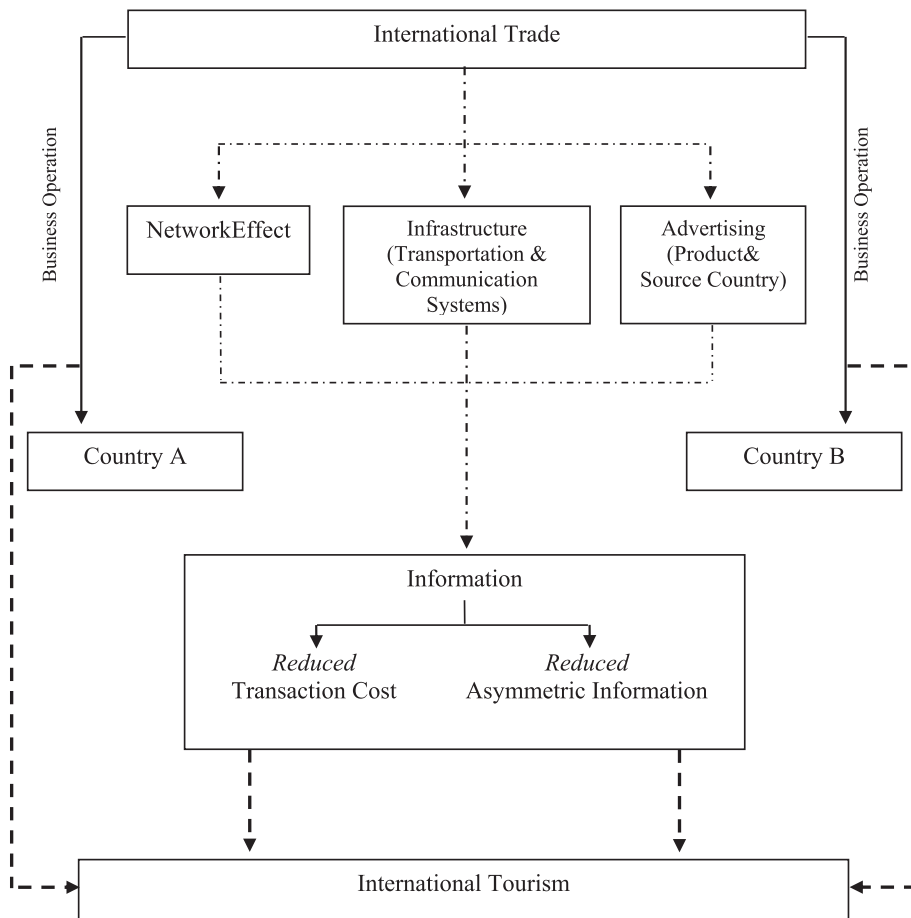 International Trade
Business Operation
Business Operation
NetworkEffect
Infrastructure
(Transportation &
Communication
Systems)
Advertising
(Product&
Source Country)
Country A
Country B
Information
Reduced
Transaction Cost
Reduced
Asymmetric Information
International Tourism